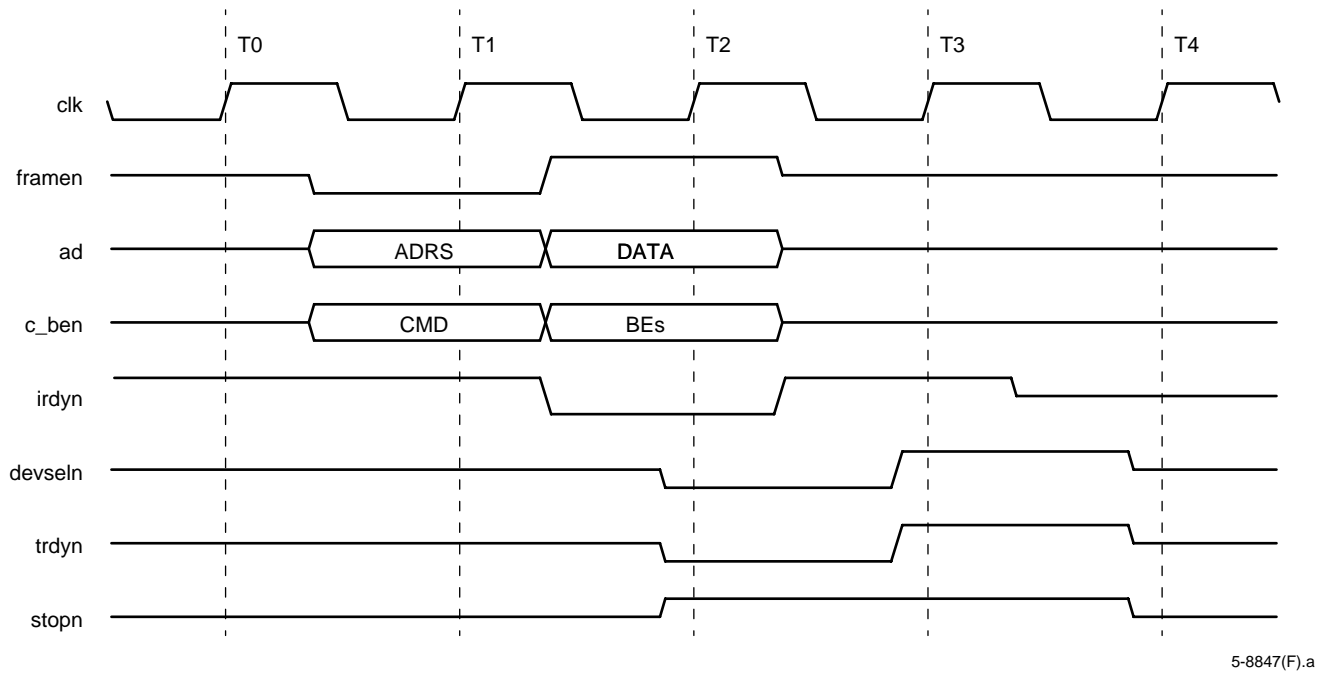 T0 T1 T2 T3 T4
clk
framen
ad ADRS DATA
c_ben CMD BEs
irdyn
devseln
trdyn
stopn
5-8847(F).a